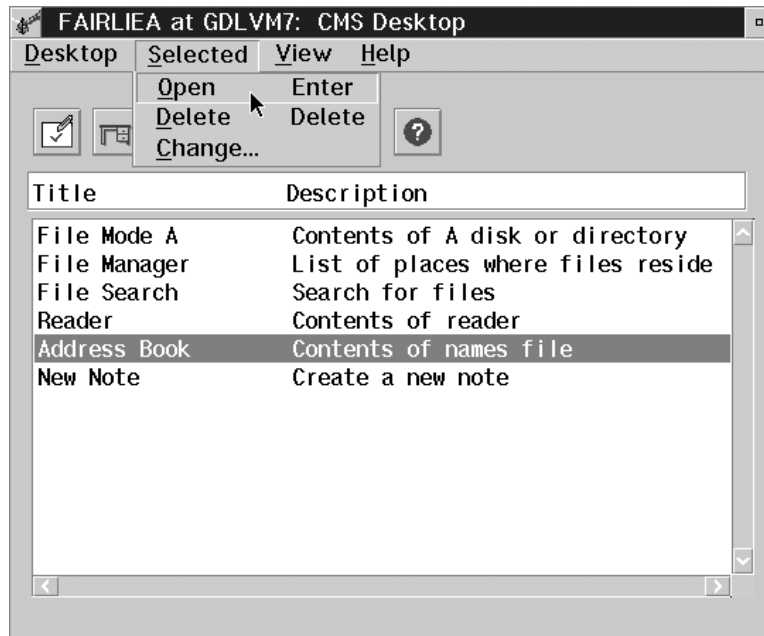 FAIRLIEA at GDLVM7: CMS Desktop
Desktop Selected View Help
Open Enter
Delete Delete
Change...
?
Title Description
File Mode A Contents of A disk or directory
File Manager List of places where files reside
File Search Search for files
Reader Contents of reader
Address Book Contents of names file
New Note Create a new note